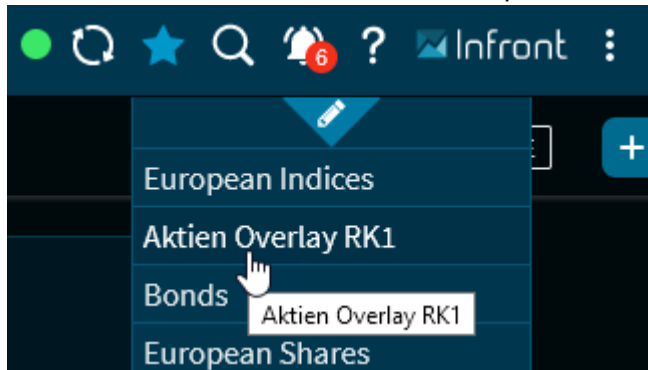 6 ? Infront
European Indices
Aktien Overlay RK1
Bonds
Aktien Overlay RK1
European Shares